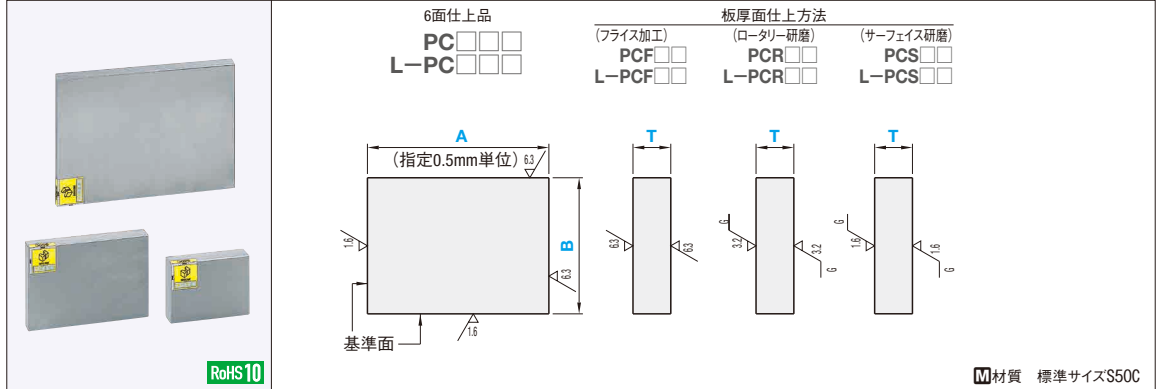 6面仕上品
PC□□□
L−PC□□□
板厚面仕上方法
(フライス加工)
PCF□□
L−PCF□□
(ロータリー研磨)
PCR□□
L−PCR□□
(サーフェイス研磨)
PCS□□
L−PCS□□
A
(指定0.5mm単位)
6.3
1.6
B
6.3
1.6
基準面
T
6.3
6.3
T
G
3.2
3.2
G
T
G
1.6
1.6
G
RoHS10
M材質 標準サイズS50C